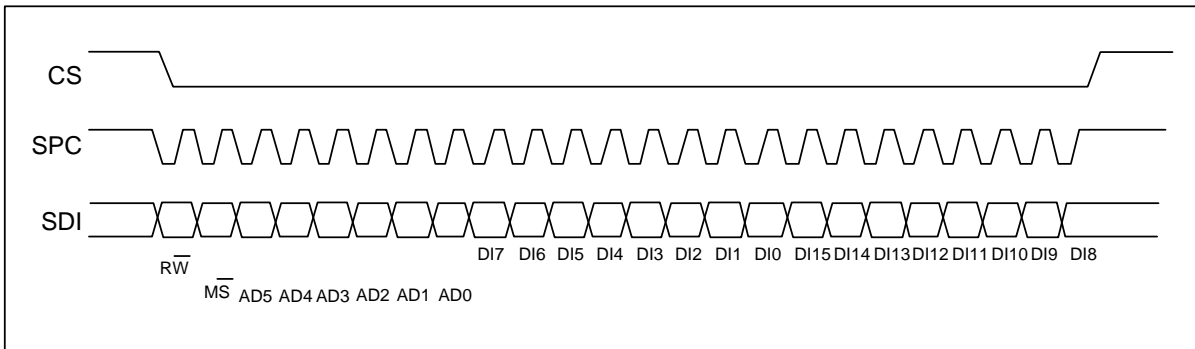 CS
SPC
SDI
RW̅ DI7 DI6 DI5 DI4 DI3 DI2 DI1 DI0 DI15 DI14 DI13 DI12 DI11 DI10 DI9 DI8
MS̅ AD5 AD4 AD3 AD2 AD1 AD0